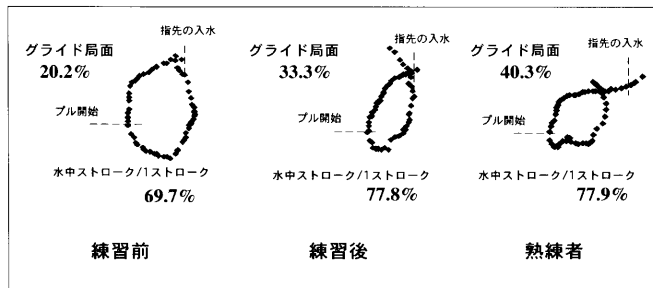 グライド局面
20.2%
指先の入水
プル開始
水中ストローク/1ストローク
69.7%
練習前
グライド局面
33.3%
指先の入水
プル開始
水中ストローク/1ストローク
77.8%
練習後
グライド局面
40.3%
指先の入水
プル開始
水中ストローク/1ストローク
77.9%
熟練者